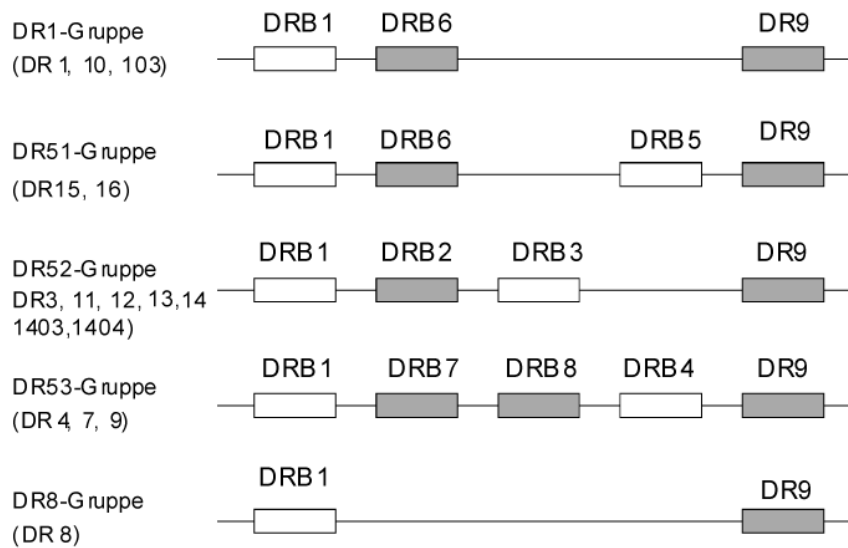 DRB1 DRB6 DR9
DR1-Gruppe
(DR 1, 10, 103)
DRB1 DRB6 DRB5 DR9
DR51-Gruppe
(DR15, 16)
DRB1 DRB2 DRB3 DR9
DR52-Gruppe
DR3, 11, 12, 13,14
1403,1404)
DRB1 DRB7 DRB8 DRB4 DR9
DR53-Gruppe
(DR 4, 7, 9)
DRB1 DR9
DR8-Gruppe
(DR 8)